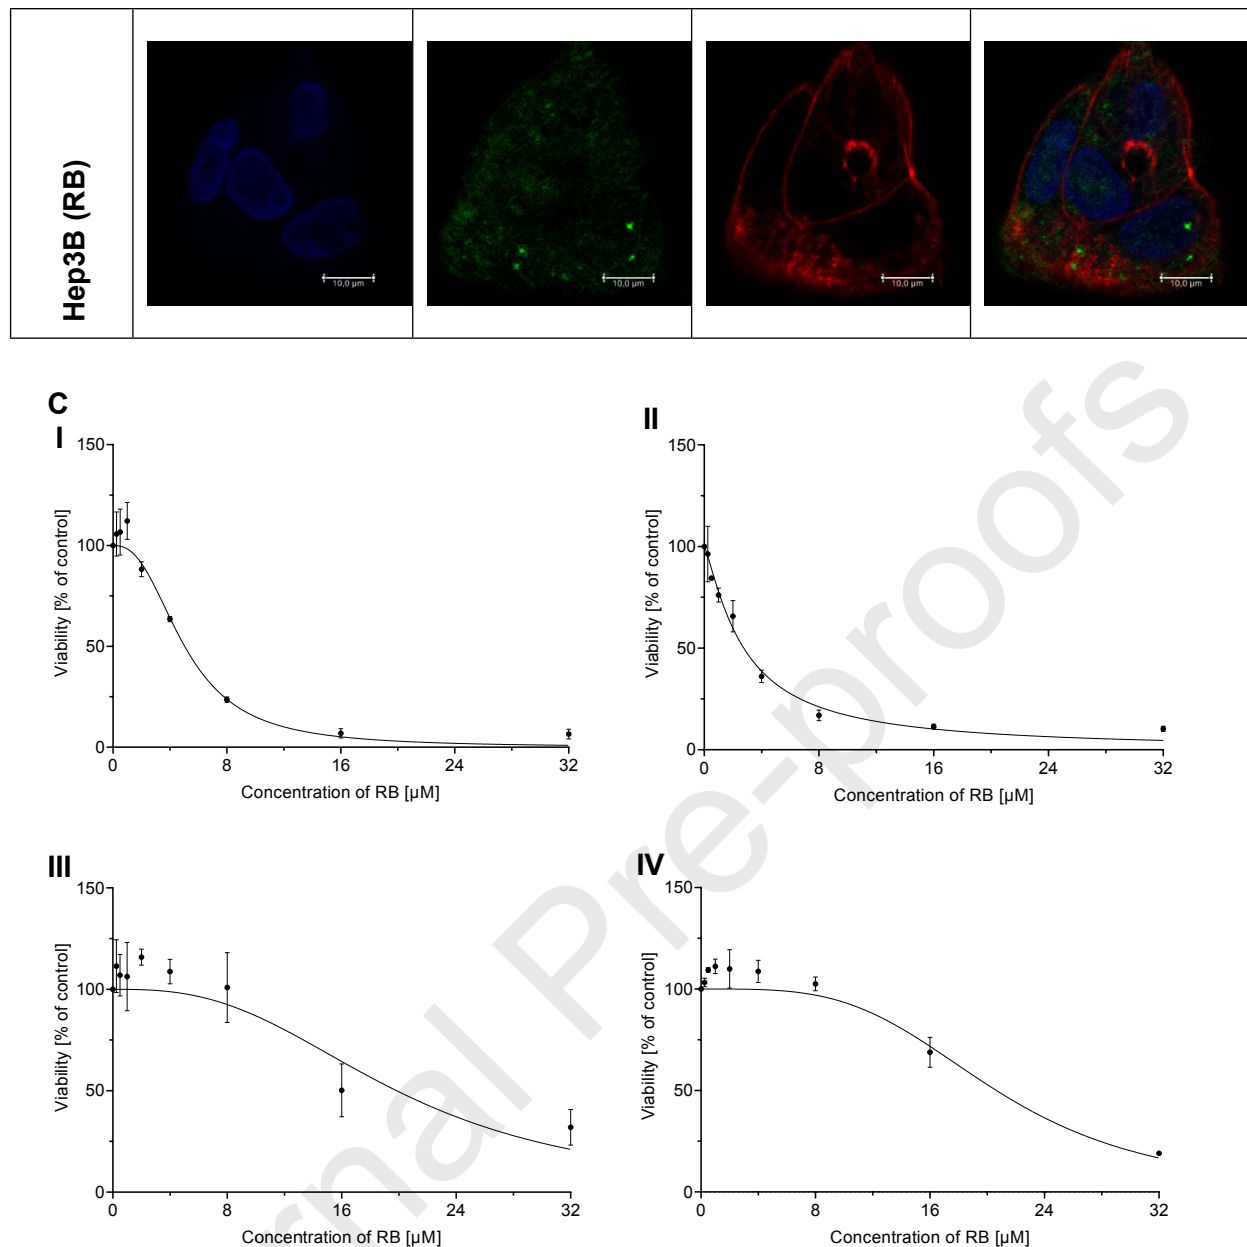 Hep3B (RB)
10,0 µm
10,0 µm
10,0 µm
10,0 µm
C
I
150
100
50
0
Viability [% of control]
0 8 16 24 32
Concentration of RB [µM]
II
150
100
50
0
Viability [% of control]
0 8 16 24 32
Concentration of RB [µM]
III
150
100
50
0
Viability [% of control]
0 8 16 24 32
Concentration of RB [µM]
IV
150
100
50
0
Viability [% of control]
0 8 16 24 32
Concentration of RB [µM]
rnal Pre-proofs